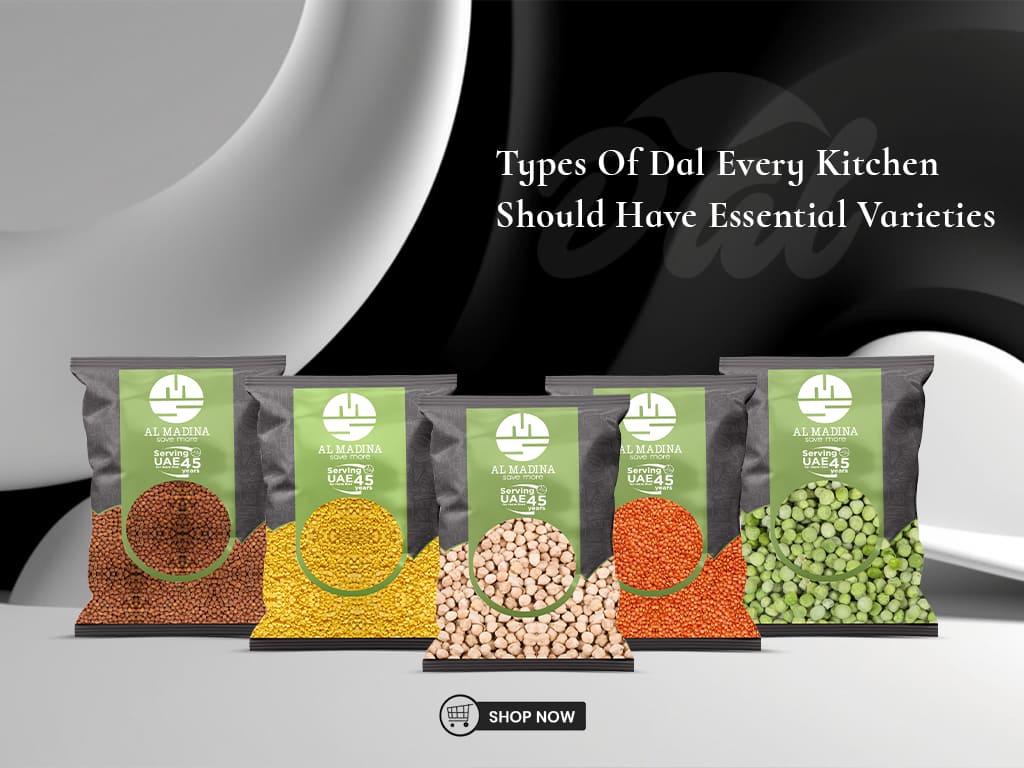 Dal
Types Of Dal Every Kitchen
Should Have Essential Varieties
AL MADINA
save more
Serving
UAE 45
years
AL MADINA
save more
Serving
UAE 45
years
AL MADINA
save more
Serving
UAE 45
years
AL MADINA
save more
Serving
UAE 45
years
AL MADINA
save more
Serving
UAE 45
years
SHOP NOW